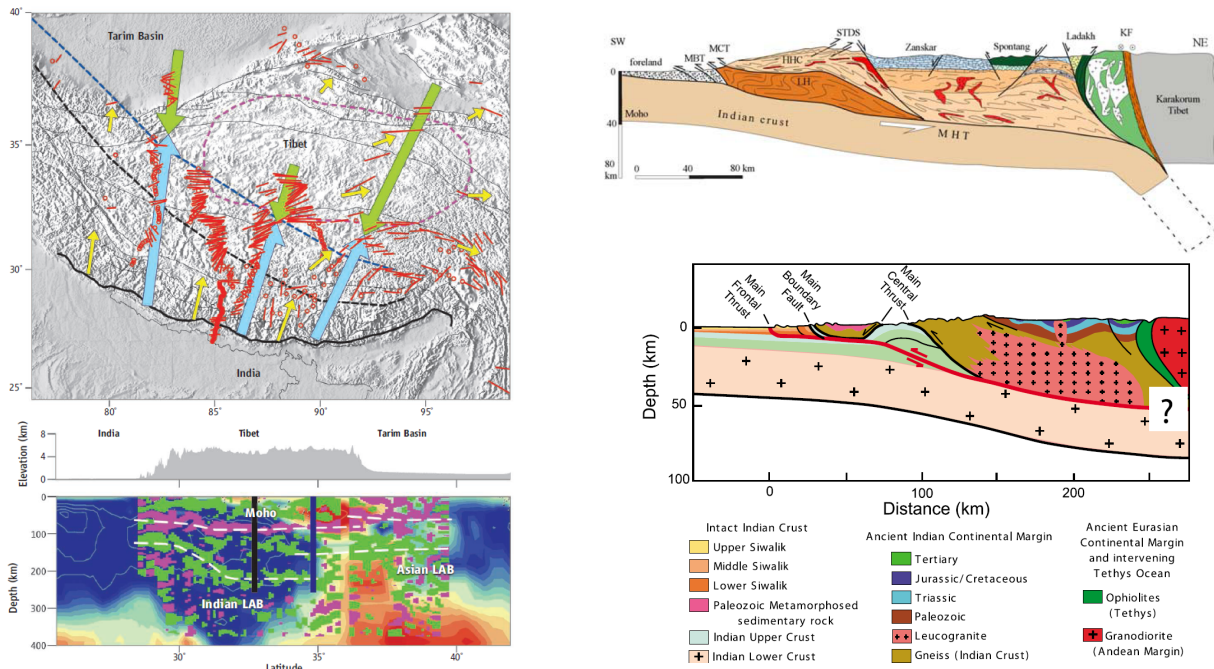 40°
Tarim Basin
35°
Tibet
30°
India
25°
80°
85°
90°
95°
India
Tibet
Tarim Basin
Elevation (km)
8
4
0
Depth (km)
0
100
200
300
400
Moho
Asian LAB
Indian LAB
30°
35°
40°
Latitude
SW
NE
foreland
MBT
MCT
STDS
Zanskar
Spontang
Ladakh
KF
HHC
LH
0
40
80
km
Moho
Indian crust
MHT
Karakorum
Tibet
0
40
80 km
Main
Frontal
Thrust
Main
Boundary
Fault
Main
Central
Thrust
Depth (km)
0
50
100
?
0
100
200
Distance (km)
Intact Indian Crust
Upper Siwalik
Middle Siwalik
Lower Siwalik
Paleozoic Metamorphosed
sedimentary rock
Indian Upper Crust
Indian Lower Crust
Ancient Indian Continental Margin
Tertiary
Jurassic/Cretaceous
Triassic
Paleozoic
Leucogranite
Gneiss (Indian Crust)
Ancient Eurasian
Continental Margin
and intervening
Tethys Ocean
Ophiolites
(Tethys)
Granodiorite
(Andean Margin)